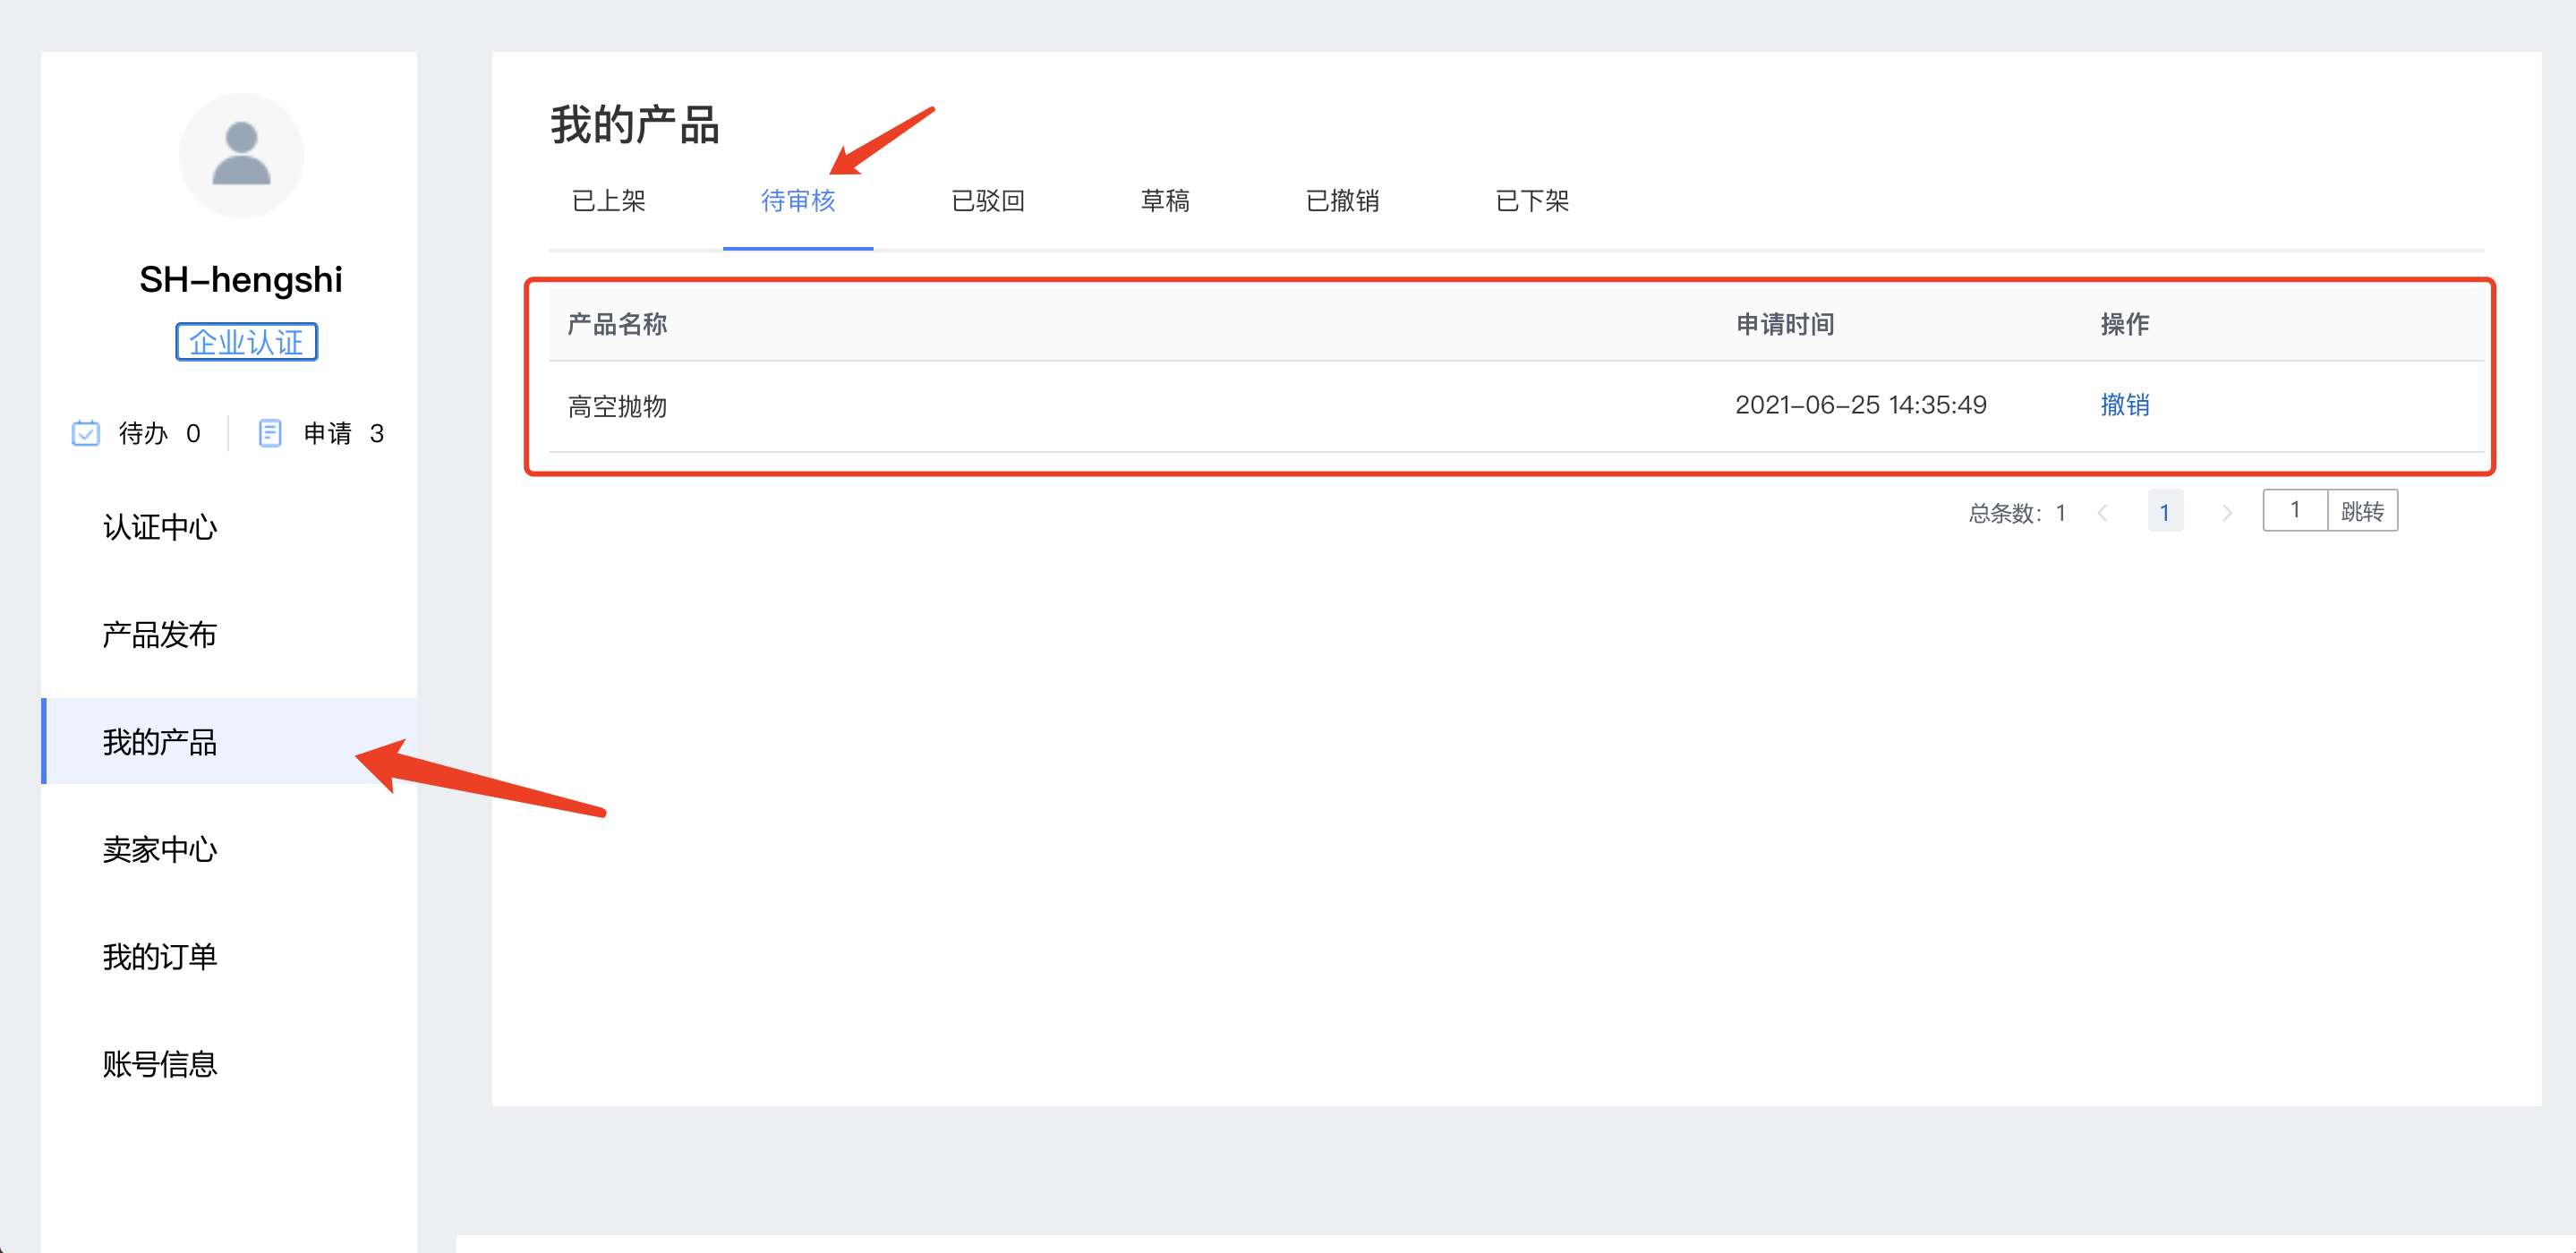 SH-hengshi
企业认证
待办 0 申请 3
认证中心
产品发布
我的产品
卖家中心
我的订单
账号信息
我的产品
已上架 待审核 已驳回 草稿 已撤销 已下架
产品名称 申请时间 操作
高空抛物 2021-06-25 14:35:49 撤销
总条数: 1 < 1 > 1 跳转